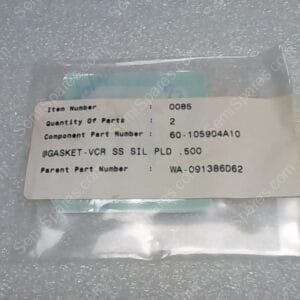 Item Number : 0085
Quantity Of Parts : 2
Component Part Number : 60-105904A10
@GASKET-VCR SS SIL PLD .500
Parent Part Number : WA-091386D62